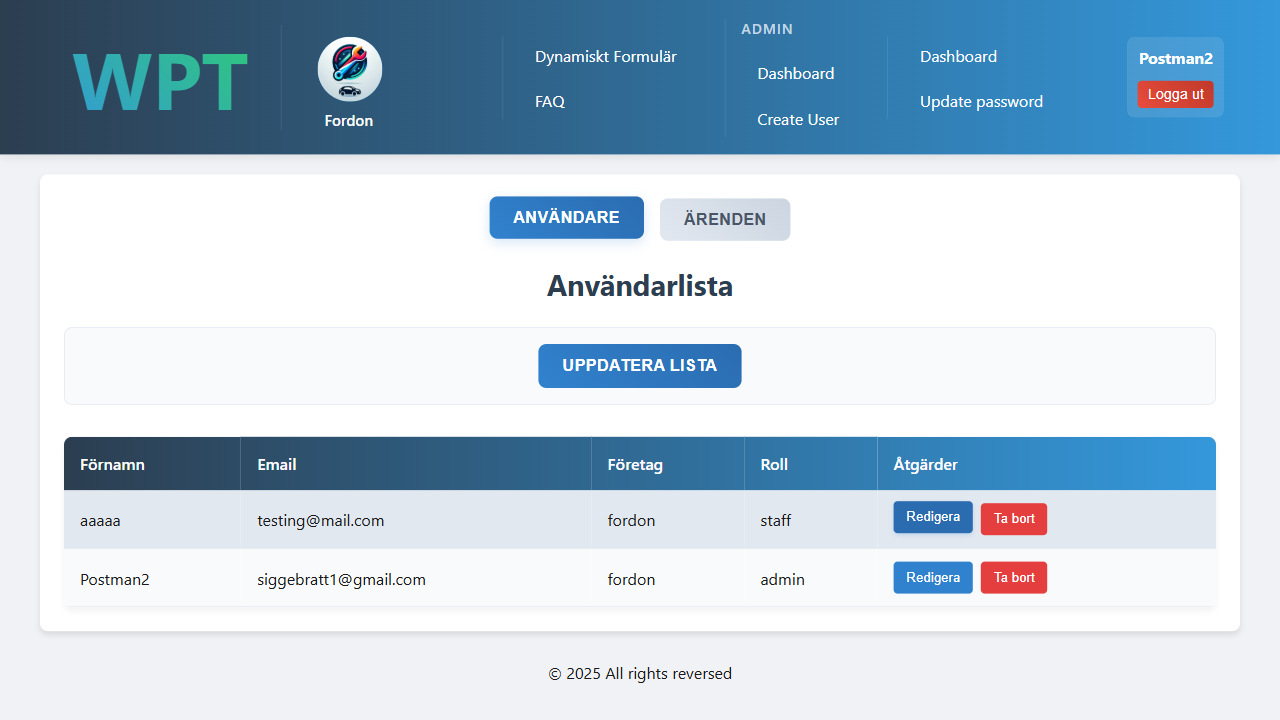 WPT
Fordon
Dynamiskt Formulär
FAQ
ADMIN
Dashboard
Create User
Dashboard
Update password
Postman2
Logga ut
ANVÄNDARE
ÄRENDEN
Användarlista
UPPDATERA LISTA
Förnamn Email Företag Roll Åtgärder
aaaaa testing@mail.com fordon staff Redigera Ta bort
Postman2 siggebratt1@gmail.com fordon admin Redigera Ta bort
© 2025 All rights reversed